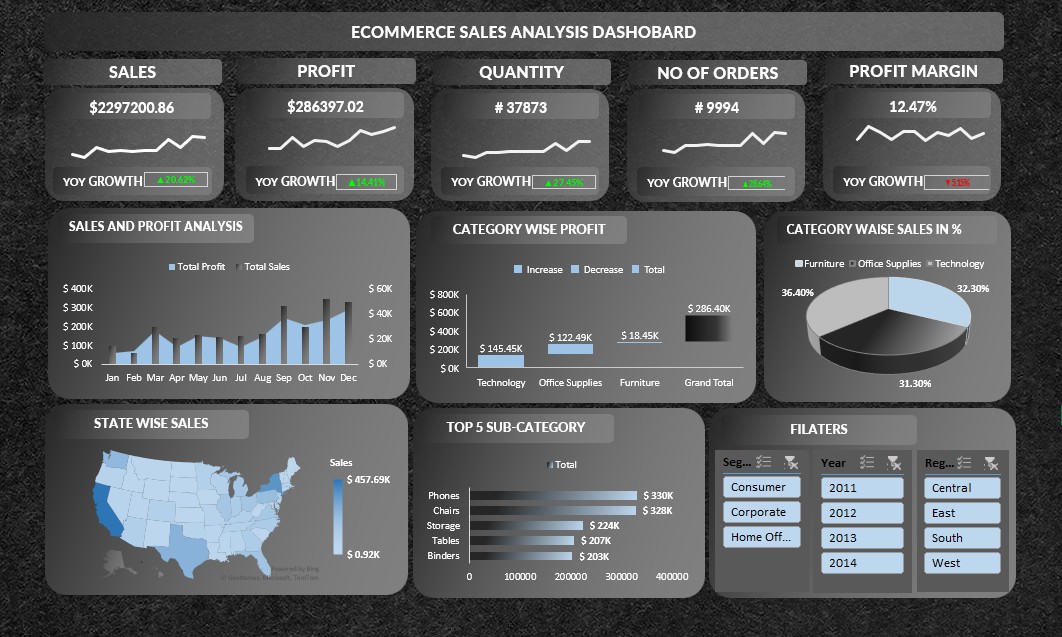 ECOMMERCE SALES ANALYSIS DASHOBARD
SALES
PROFIT
QUANTITY
NO OF ORDERS
PROFIT MARGIN
$2297200.86
$286397.02
# 37873
# 9994
12.47%
YOY GROWTH ▲20.62%
YOY GROWTH ▲14.41%
YOY GROWTH ▲27.45%
YOY GROWTH ▲28.64%
YOY GROWTH ▼5.15%
SALES AND PROFIT ANALYSIS
Total Profit Total Sales
$ 400K
$ 300K
$ 200K
$ 100K
$ 0K
$ 60K
$ 40K
$ 20K
$ 0K
Jan Feb Mar Apr May Jun Jul Aug Sep Oct Nov Dec
CATEGORY WISE PROFIT
Increase Decrease Total
$ 800K
$ 600K
$ 400K
$ 200K
$ 0K
$ 145.45K
$ 122.49K
$ 18.45K
$ 286.40K
Technology Office Supplies Furniture Grand Total
CATEGORY WAISE SALES IN %
Furniture Office Supplies Technology
36.40%
32.30%
31.30%
STATE WISE SALES
Sales
$ 457.69K
$ 0.92K
Powered by Bing
© GeoNames, Microsoft, TomTom
TOP 5 SUB-CATEGORY
Total
Phones $ 330K
Chairs $ 328K
Storage $ 224K
Tables $ 207K
Binders $ 203K
0 100000 200000 300000 400000
FILATERS
Seg...
Consumer
Corporate
Home Off...
Year
2011
2012
2013
2014
Reg...
Central
East
South
West